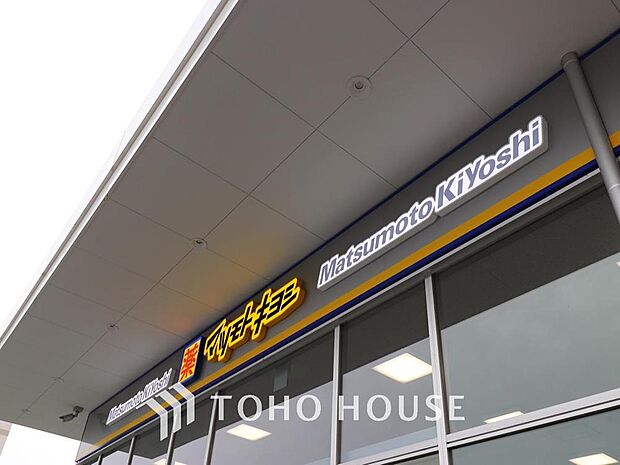 Matsumoto KiYoshi
薬 マツモトキヨシ
Matsumoto KiYoshi
TOHO HOUSE